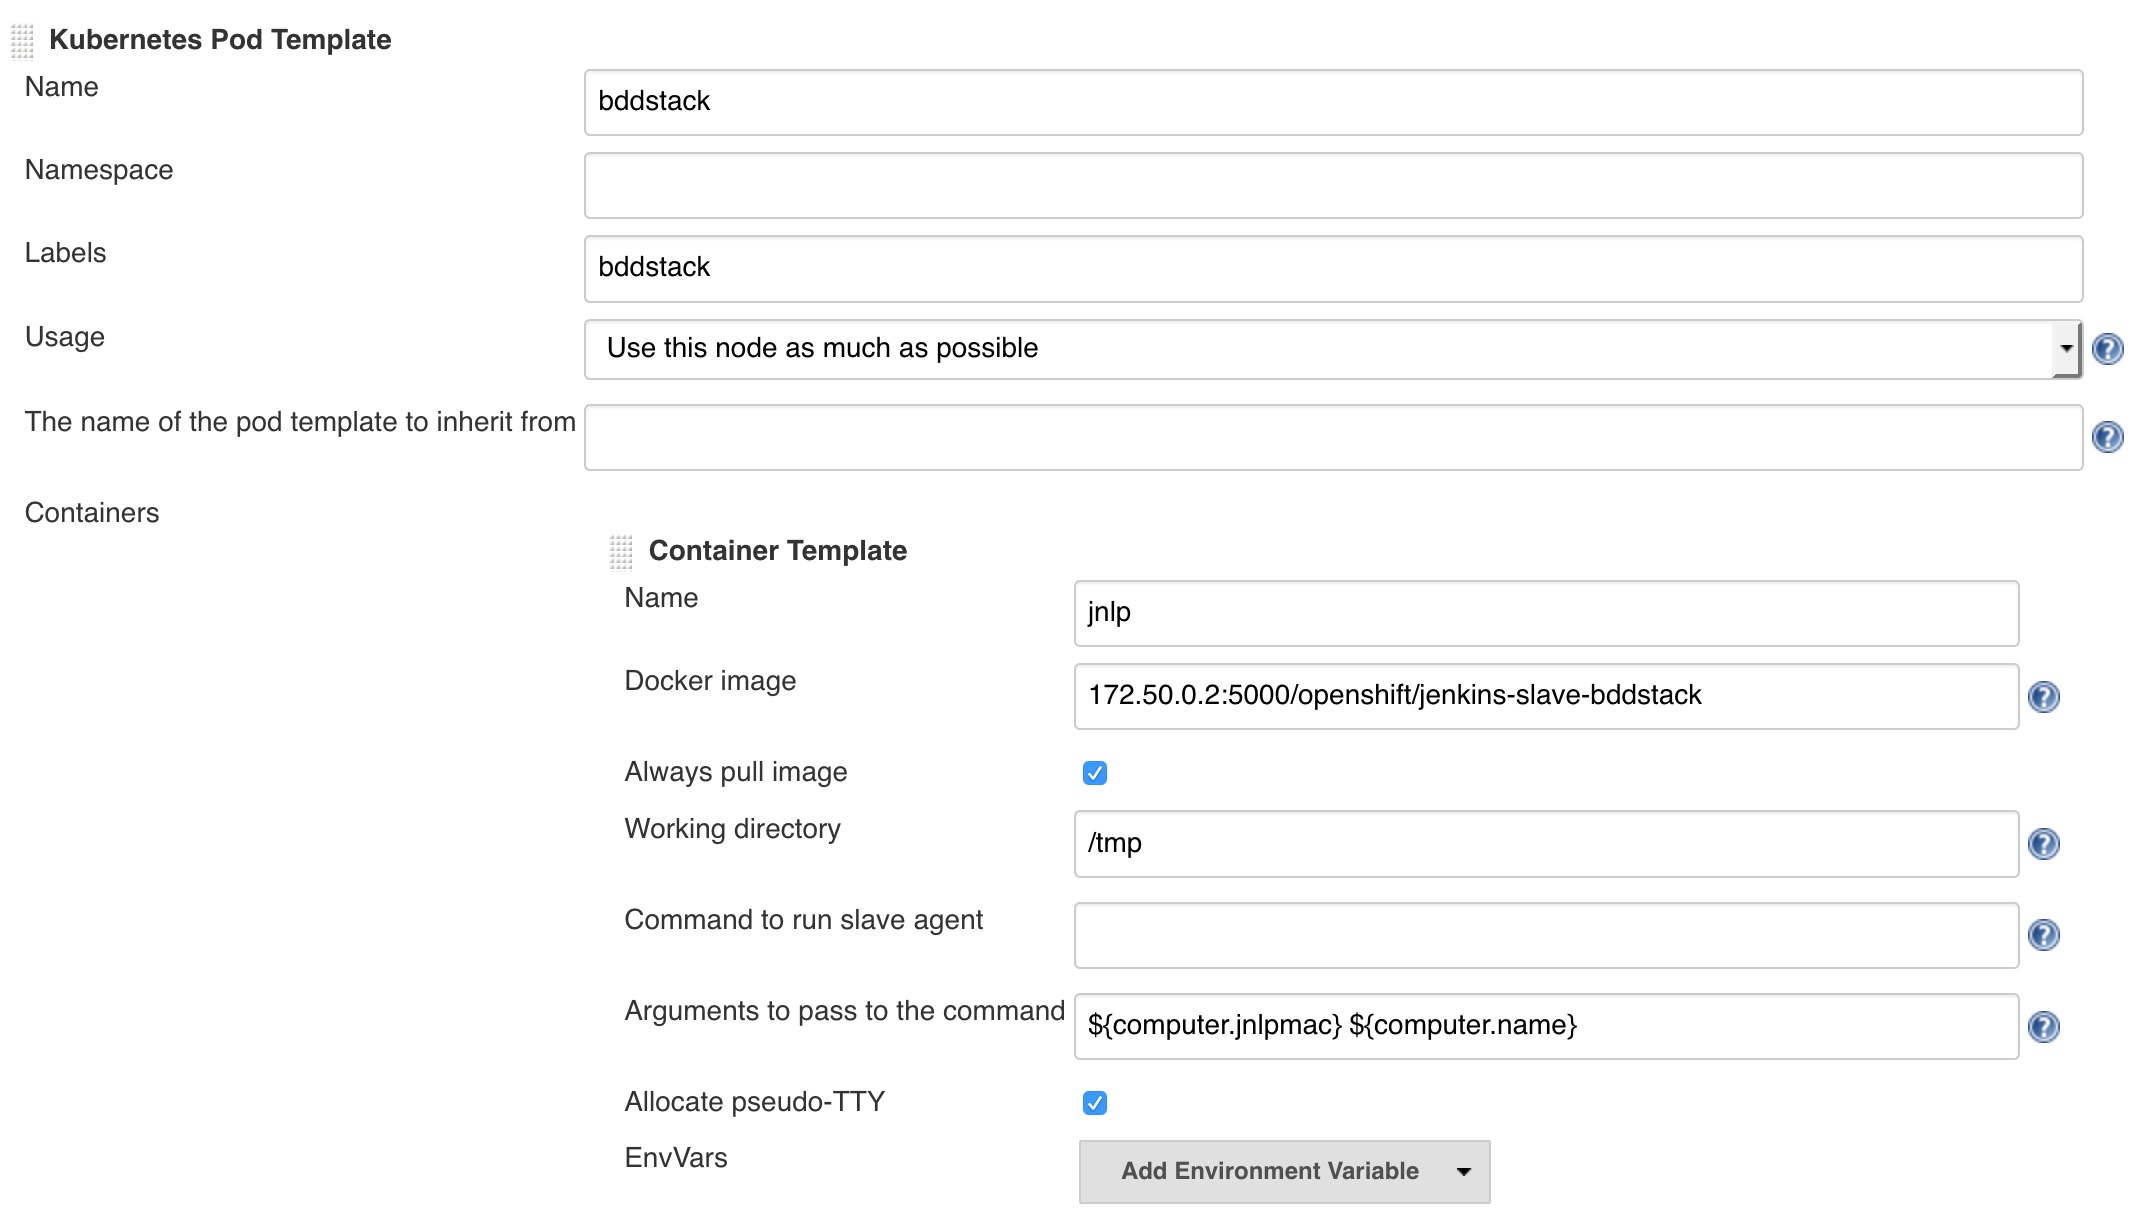 Kubernetes Pod Template
Name
bddstack
Namespace
Labels
bddstack
Usage
Use this node as much as possible
The name of the pod template to inherit from
Containers
Container Template
Name
jnlp
Docker image
172.50.0.2:5000/openshift/jenkins-slave-bddstack
Always pull image
Working directory
/tmp
Command to run slave agent
Arguments to pass to the command
${computer.jnlpmac} ${computer.name}
Allocate pseudo-TTY
EnvVars
Add Environment Variable